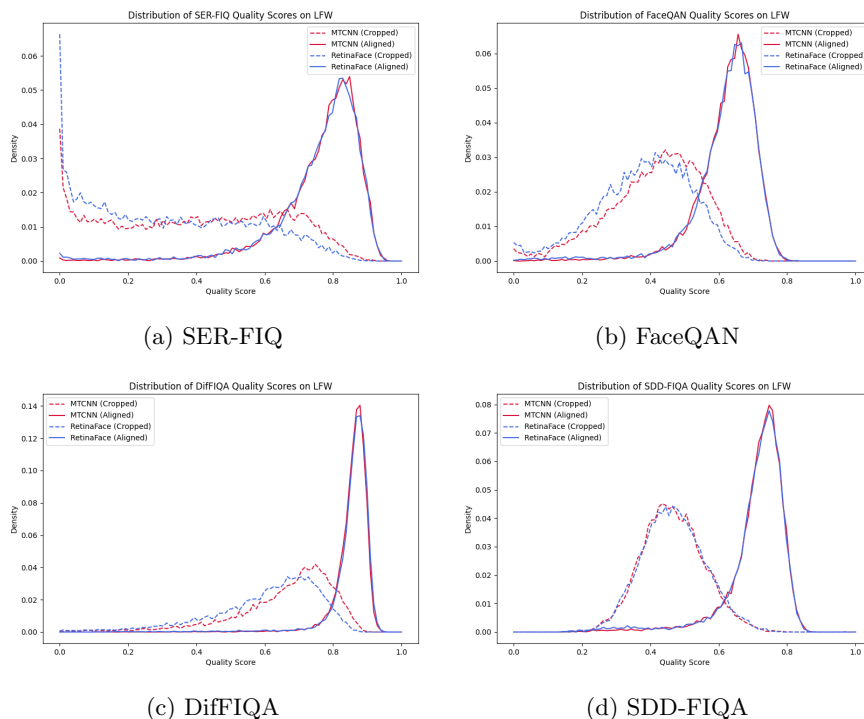 Distribution of SER-FIQ Quality Scores on LFW
MTCNN (Cropped)
MTCNN (Aligned)
RetinaFace (Cropped)
RetinaFace (Aligned)
0.06
0.05
0.04
0.03
0.02
0.01
0.00
Density
0.0 0.2 0.4 0.6 0.8 1.0
Quality Score
(a) SER-FIQ
Distribution of FaceQAN Quality Scores on LFW
MTCNN (Cropped)
MTCNN (Aligned)
RetinaFace (Cropped)
RetinaFace (Aligned)
0.06
0.05
0.04
0.03
0.02
0.01
0.00
Density
0.0 0.2 0.4 0.6 0.8 1.0
Quality Score
(b) FaceQAN
Distribution of DifFIQA Quality Scores on LFW
MTCNN (Cropped)
MTCNN (Aligned)
RetinaFace (Cropped)
RetinaFace (Aligned)
0.14
0.12
0.10
0.08
0.06
0.04
0.02
0.00
Density
0.0 0.2 0.4 0.6 0.8 1.0
Quality Score
(c) DifFIQA
Distribution of SDD-FIQA Quality Scores on LFW
MTCNN (Cropped)
MTCNN (Aligned)
RetinaFace (Cropped)
RetinaFace (Aligned)
0.08
0.07
0.06
0.05
0.04
0.03
0.02
0.01
0.00
Density
0.0 0.2 0.4 0.6 0.8 1.0
Quality Score
(d) SDD-FIQA